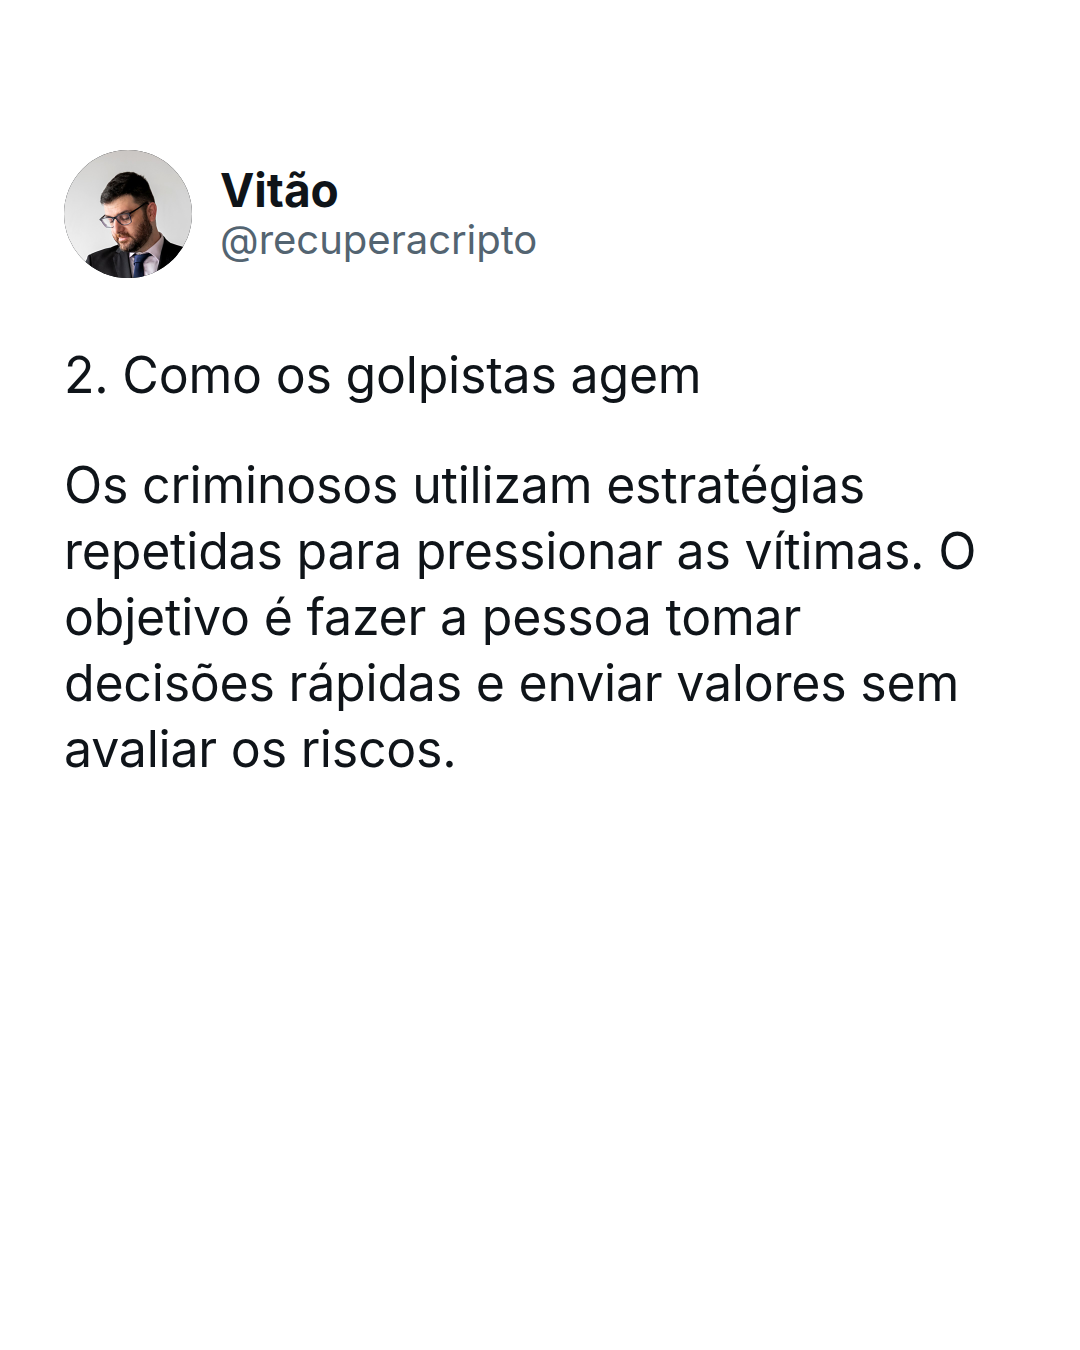 Vitão
@recuperacripto
2. Como os golpistas agem
Os criminosos utilizam estratégias
repetidas para pressionar as vítimas. O
objetivo é fazer a pessoa tomar
decisões rápidas e enviar valores sem
avaliar os riscos.